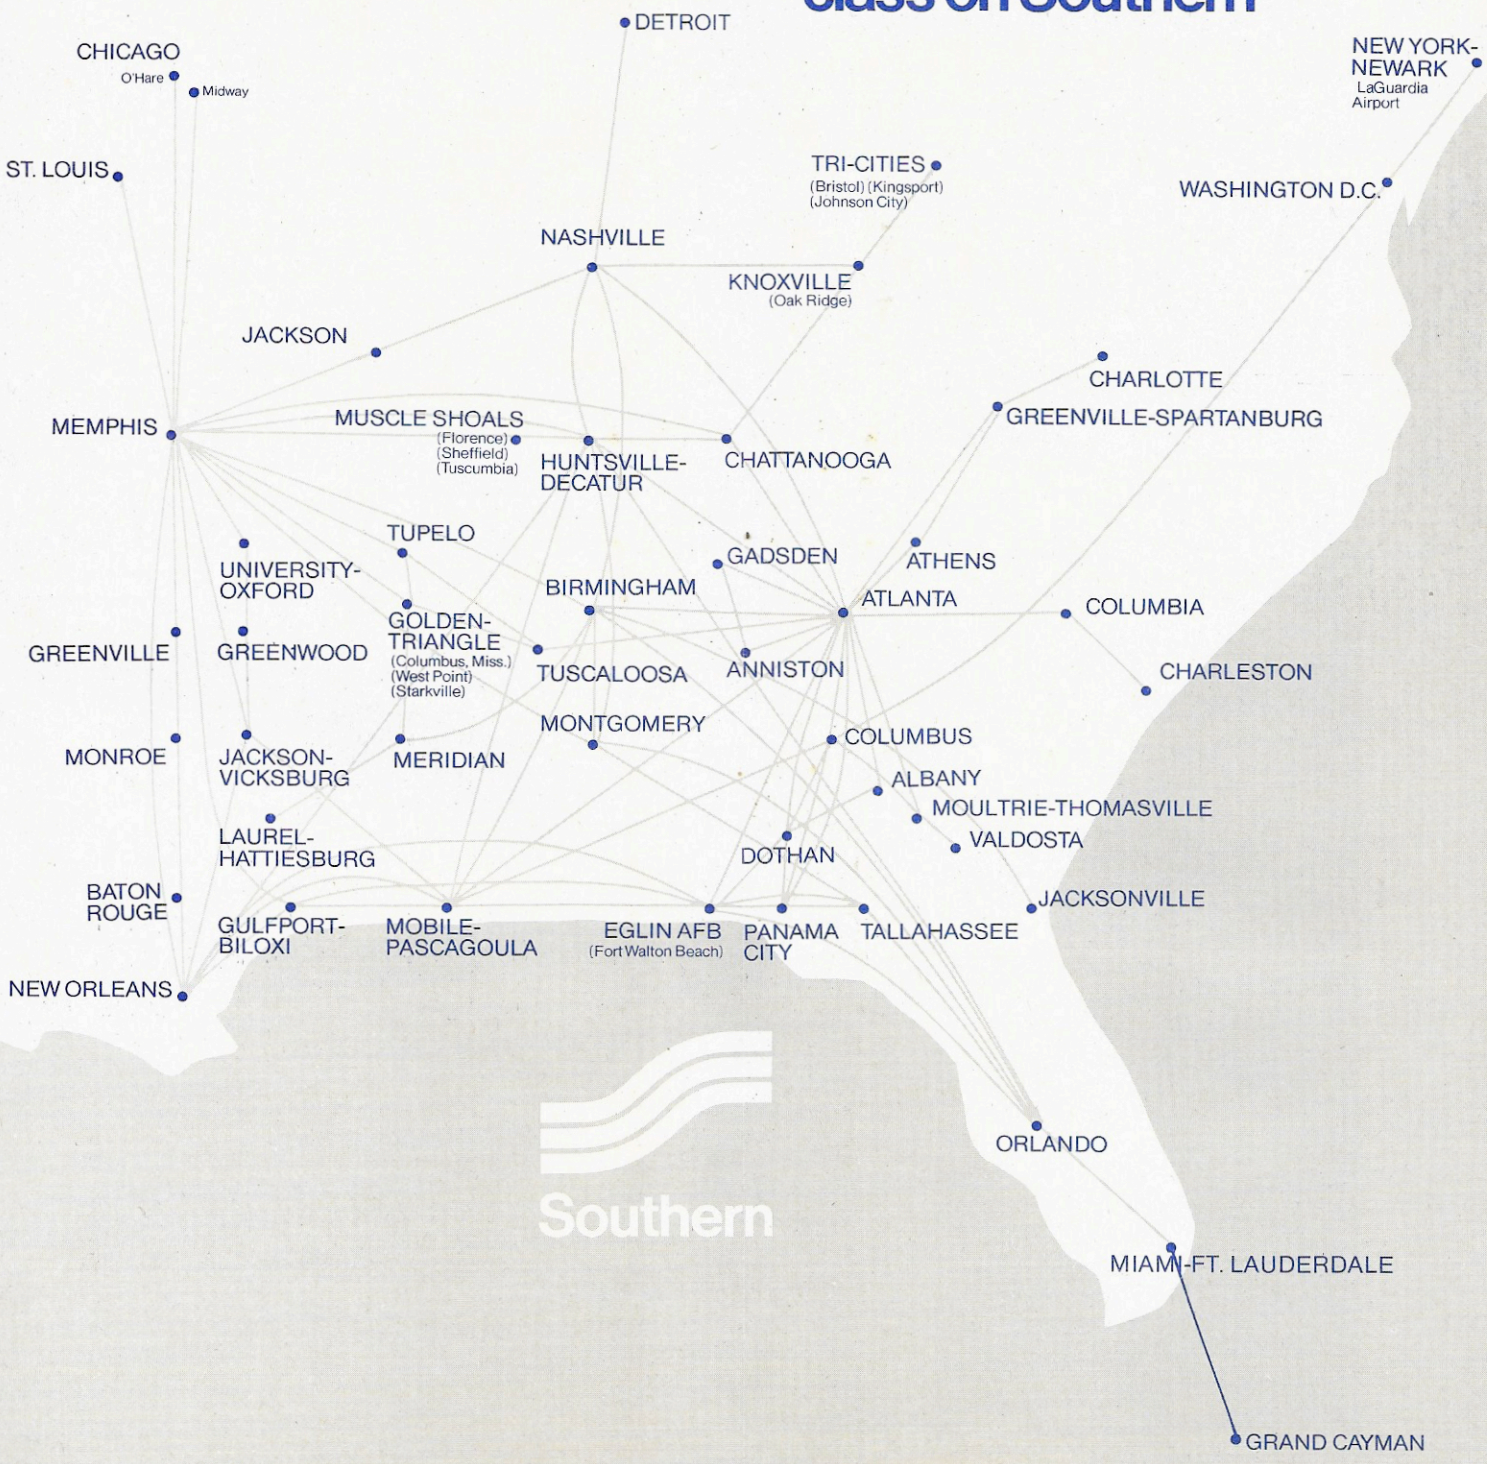 class on Southern
DETROIT
CHICAGO
O'Hare
Midway
NEW YORK-
NEWARK
LaGuardia
Airport
ST. LOUIS
TRI-CITIES
(Bristol) (Kingsport)
(Johnson City)
WASHINGTON D.C.
NASHVILLE
KNOXVILLE
(Oak Ridge)
JACKSON
CHARLOTTE
GREENVILLE-SPARTANBURG
MEMPHIS
MUSCLE SHOALS
(Florence)
(Sheffield)
(Tuscumbia)
HUNTSVILLE-
DECATUR
CHATTANOOGA
TUPELO
GADSDEN
ATHENS
UNIVERSITY-
OXFORD
BIRMINGHAM
ATLANTA
COLUMBIA
GOLDEN-
TRIANGLE
(Columbus, Miss.)
(West Point)
(Starkville)
GREENVILLE
GREENWOOD
TUSCALOOSA
ANNISTON
CHARLESTON
MONTGOMERY
COLUMBUS
MONROE
JACKSON-
VICKSBURG
MERIDIAN
ALBANY
MOULTRIE-THOMASVILLE
LAUREL-
HATTIESBURG
DOTHAN
VALDOSTA
BATON
ROUGE
JACKSONVILLE
GULFPORT-
BILOXI
MOBILE-
PASCAGOULA
EGLIN AFB
(Fort Walton Beach)
PANAMA
CITY
TALLAHASSEE
NEW ORLEANS
ORLANDO
Southern
MIAMI-FT. LAUDERDALE
GRAND CAYMAN